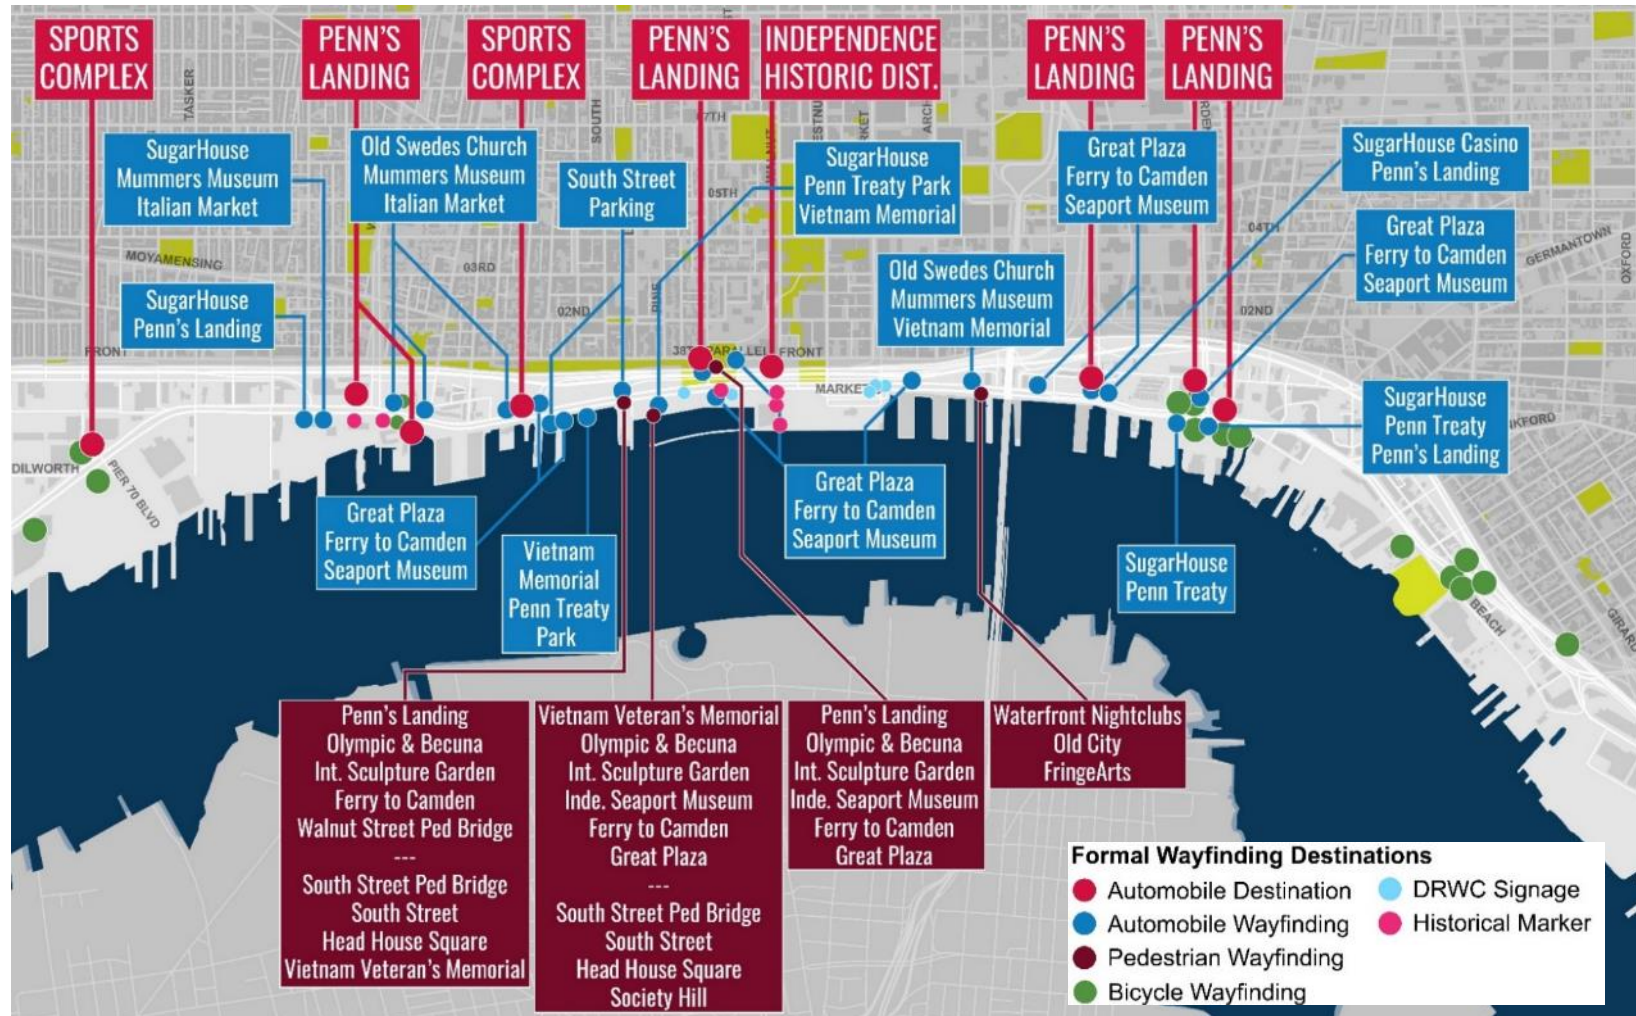 SPORTS
COMPLEX
PENN'S
LANDING
SPORTS
COMPLEX
PENN'S
LANDING
INDEPENDENCE
HISTORIC DIST.
PENN'S
LANDING
PENN'S
LANDING
TASKER
SOUTH
ARCH
07TH
05TH
04TH
MOYAMENSING
03RD
02ND
PINE
02ND
GERMANTOWN
OXFORD
SugarHouse
Mummers Museum
Italian Market
Old Swedes Church
Mummers Museum
Italian Market
South Street
Parking
SugarHouse
Penn Treaty Park
Vietnam Memorial
Great Plaza
Ferry to Camden
Seaport Museum
SugarHouse Casino
Penn's Landing
Great Plaza
Ferry to Camden
Seaport Museum
Old Swedes Church
Mummers Museum
Vietnam Memorial
SugarHouse
Penn's Landing
FRONT
FRONT
MARKET
DILWORTH
PIER 70 BLVD
SugarHouse
Penn Treaty
Penn's Landing
Great Plaza
Ferry to Camden
Seaport Museum
Vietnam
Memorial
Penn Treaty
Park
Great Plaza
Ferry to Camden
Seaport Museum
SugarHouse
Penn Treaty
BEACH
GIRARD
Penn's Landing
Olympic & Becuna
Int. Sculpture Garden
Ferry to Camden
Walnut Street Ped Bridge
---
South Street Ped Bridge
South Street
Head House Square
Vietnam Veteran's Memorial
Vietnam Veteran's Memorial
Olympic & Becuna
Int. Sculpture Garden
Inde. Seaport Museum
Ferry to Camden
Great Plaza
---
South Street Ped Bridge
South Street
Head House Square
Society Hill
Penn's Landing
Olympic & Becuna
Int. Sculpture Garden
Inde. Seaport Museum
Ferry to Camden
Great Plaza
Waterfront Nightclubs
Old City
FringeArts
Formal Wayfinding Destinations
Automobile Destination
Automobile Wayfinding
Pedestrian Wayfinding
Bicycle Wayfinding
DRWC Signage
Historical Marker